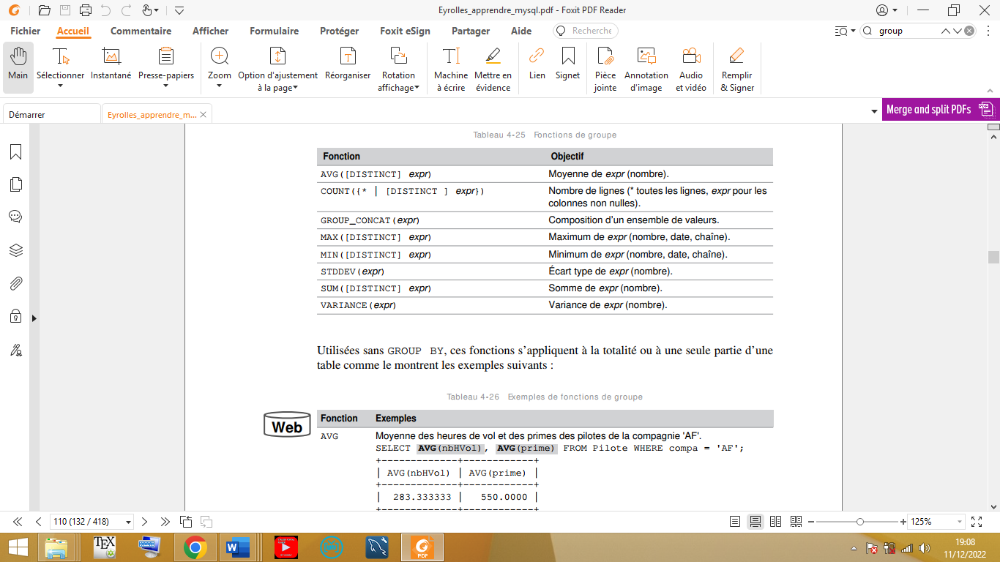 Eyrolles_apprendre_mysql.pdf - Foxit PDF Reader
Fichier Accueil Commentaire Afficher Formulaire Protéger Foxit eSign Partager Aide Recherche group
Main Sélectionner Instantané Presse-papiers Zoom Option d'ajustement à la page Réorganiser Rotation affichage Machine à écrire Mettre en évidence Lien Signet Pièce jointe Annotation d'image Audio et vidéo Remplir & Signer
Démarrer Eyrolles_apprendre_m... Merge and split PDFs
Tableau 4-25 Fonctions de groupe
Fonction Objectif
AVG([DISTINCT] expr) Moyenne de expr (nombre).
COUNT({* | [DISTINCT ] expr}) Nombre de lignes (* toutes les lignes, expr pour les
colonnes non nulles).
GROUP_CONCAT(expr) Composition d'un ensemble de valeurs.
MAX([DISTINCT] expr) Maximum de expr (nombre, date, chaîne).
MIN([DISTINCT] expr) Minimum de expr (nombre, date, chaîne).
STDDEV(expr) Écart type de expr (nombre).
SUM([DISTINCT] expr) Somme de expr (nombre).
VARIANCE(expr) Variance de expr (nombre).
Utilisées sans GROUP BY, ces fonctions s'appliquent à la totalité ou à une seule partie d'une
table comme le montrent les exemples suivants :
Tableau 4-26 Exemples de fonctions de groupe
Web
Fonction Exemples
AVG Moyenne des heures de vol et des primes des pilotes de la compagnie 'AF'.
SELECT AVG(nbHVol), AVG(prime) FROM Pilote WHERE compa = 'AF';
+-------------+------------+
| AVG(nbHVol) | AVG(prime) |
+-------------+------------+
| 283.333333 | 550.0000 |
+-------------+------------+
110 (132 / 418) 125%
TEX W PDF
19:08
11/12/2022